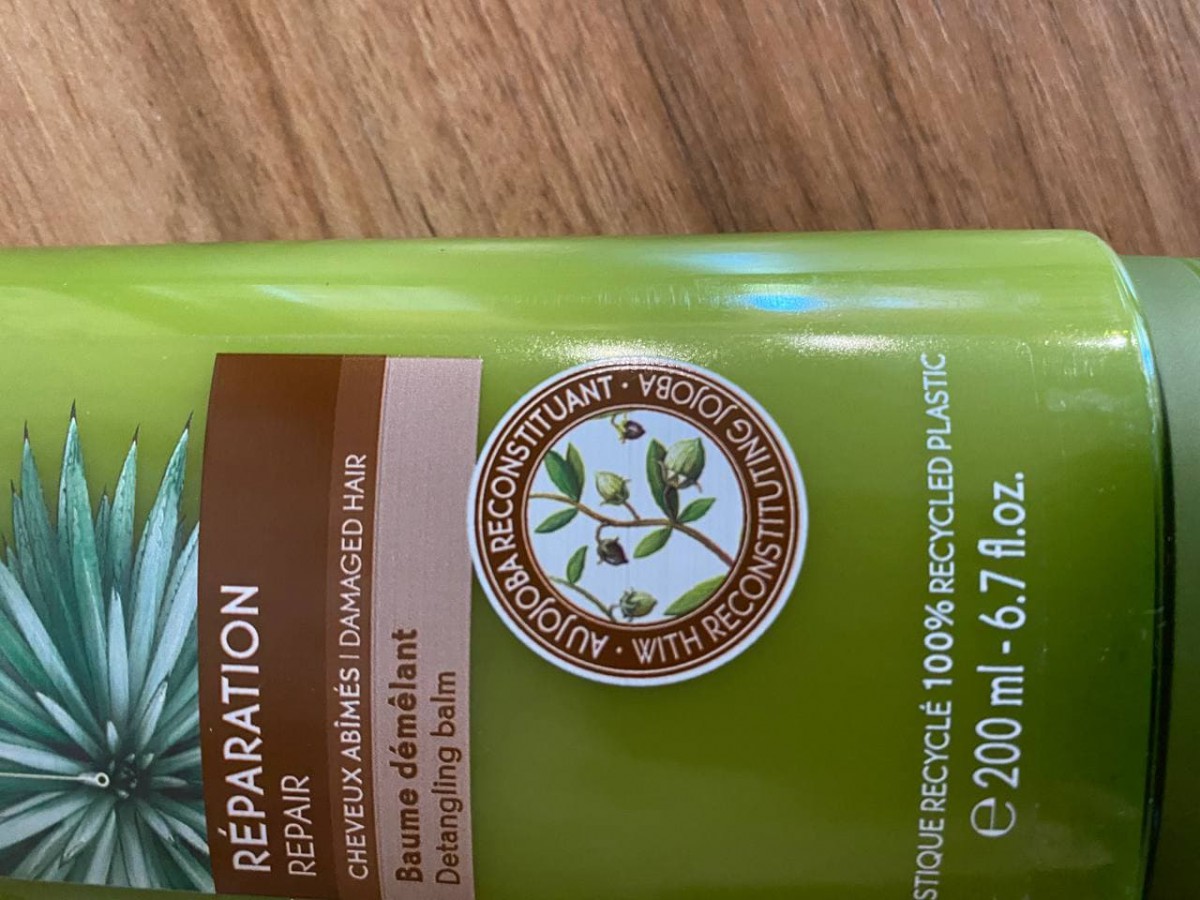 RÉPARATION
REPAIR
CHEVEUX ABÎMÉS | DAMAGED HAIR
Baume démêlant
Detangling balm
AU JOJOBA RECONSTITUANT ·
WITH RECONSTITUTING JOJOBA ·
RECYCLÉ 100% RECYCLED PLASTIC
℮ 200 ml - 6.7 fl.oz.